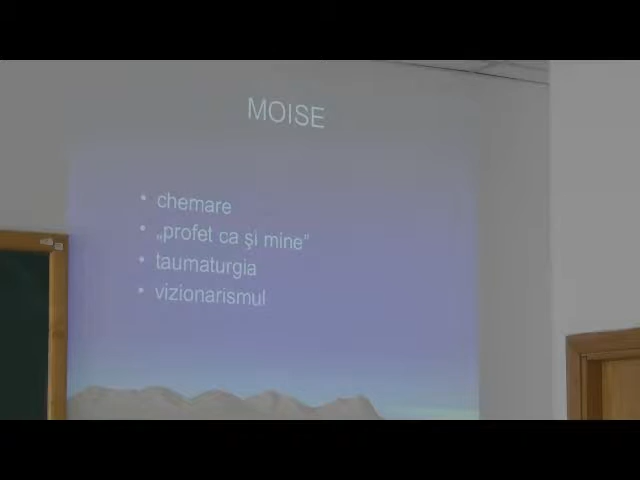 MOISE
• chemare
• „profet ca şi mine”
• taumaturgia
• vizionarismul